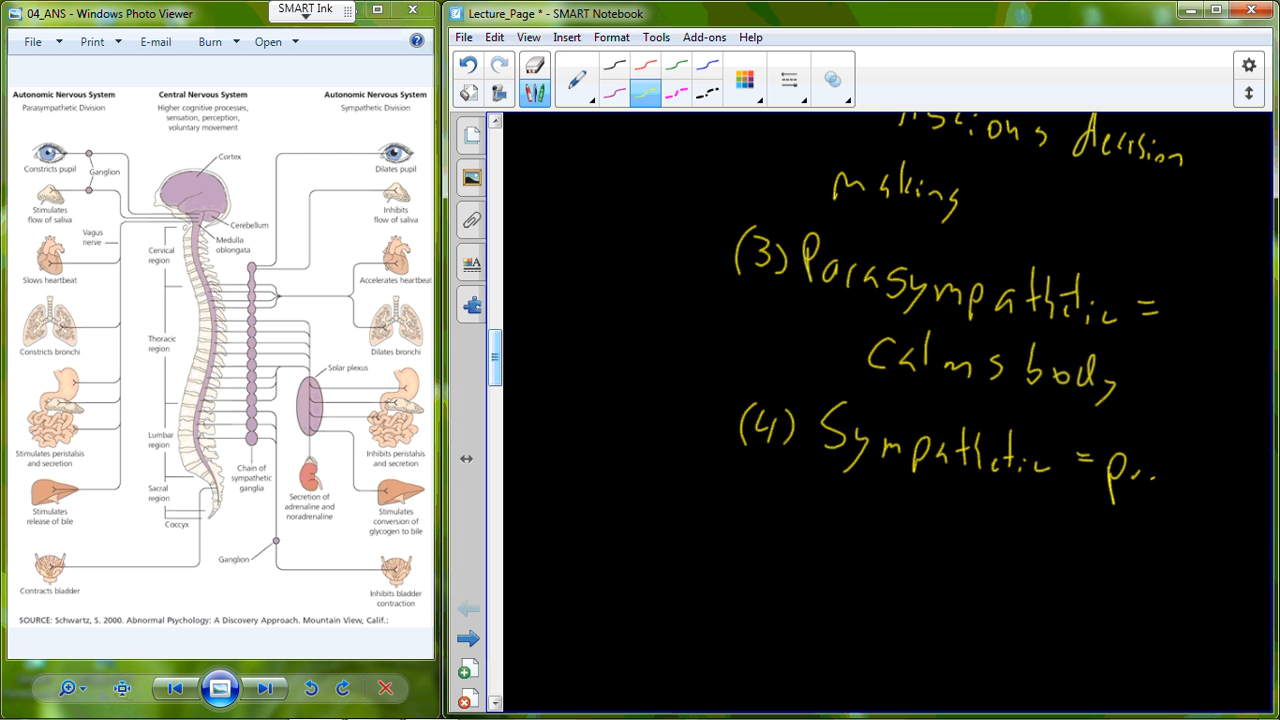 04_ANS - Windows Photo Viewer
SMART Ink
File Print E-mail Burn Open
Autonomic Nervous System
Parasympathetic Division
Central Nervous System
Higher cognitive processes,
sensation, perception,
voluntary movement
Autonomic Nervous System
Sympathetic Division
Constricts pupil
Ganglion
Stimulates
flow of saliva
Vagus
nerve
Slows heartbeat
Constricts bronchi
Stimulates peristalsis
and secretion
Stimulates
release of bile
Contracts bladder
Cortex
Cerebellum
Medulla
oblongata
Cervical
region
Thoracic
region
Lumbar
region
Sacral
region
Coccyx
Chain of
sympathetic
ganglia
Ganglion
Solar plexus
Secretion of
adrenaline and
noradrenaline
Dilates pupil
Inhibits
flow of saliva
Accelerates heartbeat
Dilates bronchi
Inhibits peristalsis
and secretion
Stimulates
conversion of
glycogen to bile
Inhibits bladder
contraction
SOURCE: Schwartz, S. 2000. Abnormal Psychology: A Discovery Approach. Mountain View, Calif.:
Lecture_Page * - SMART Notebook
File Edit View Insert Format Tools Add-ons Help
decision
making
(3) Parasympathetic =
calms body
(4) Sympathetic =